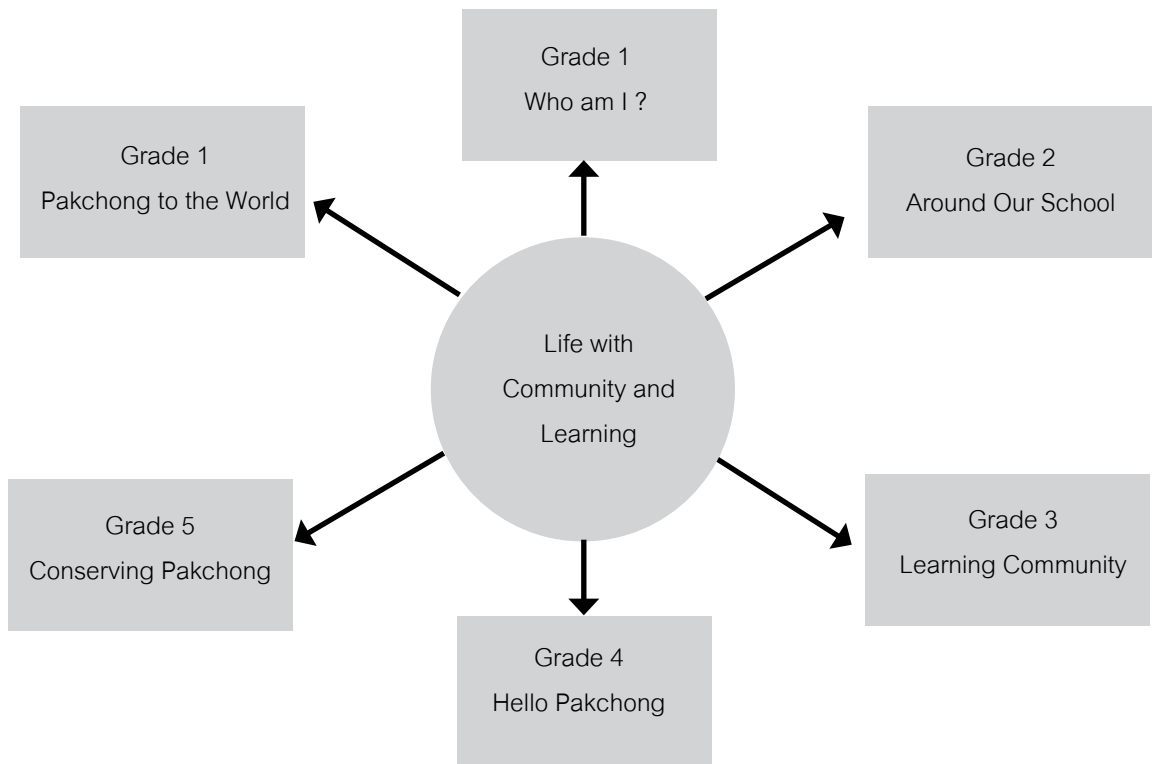 Grade 1
Who am I ?
Grade 1
Pakchong to the World
Grade 2
Around Our School
Life with
Community and
Learning
Grade 5
Conserving Pakchong
Grade 3
Learning Community
Grade 4
Hello Pakchong